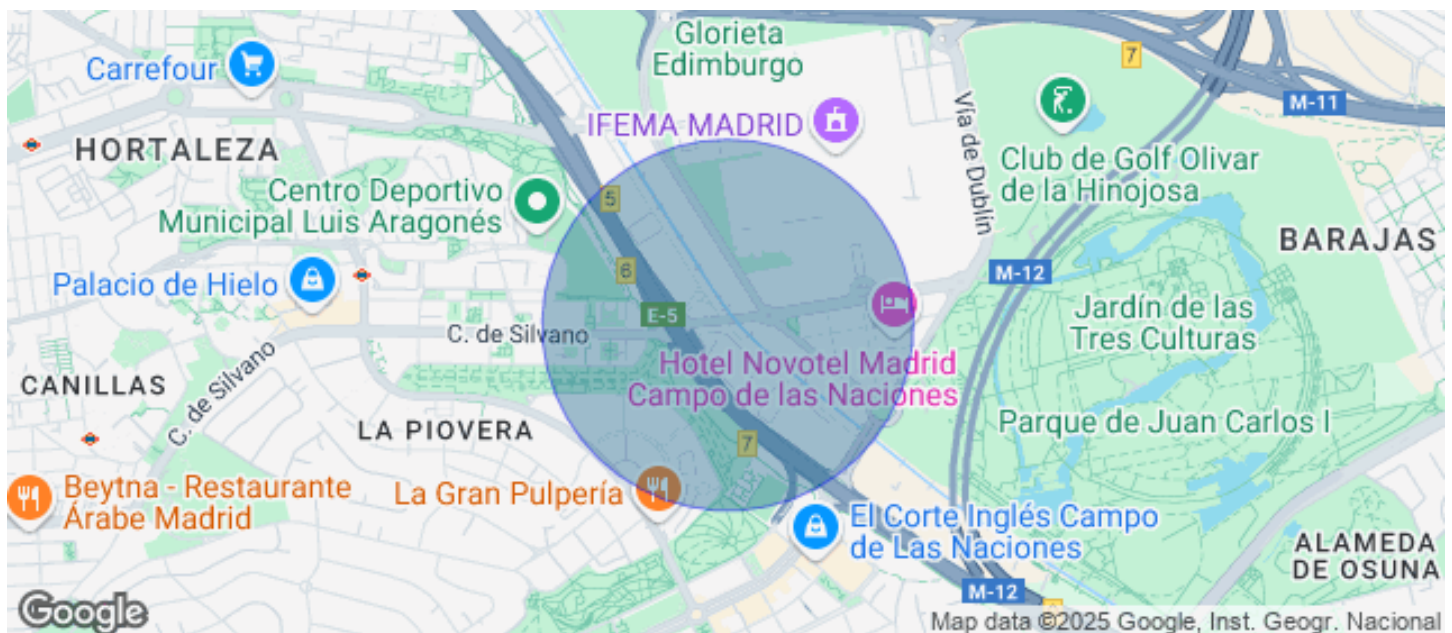 Glorieta
Edimburgo
7
Carrefour
M-11
IFEMA MADRID
Vía de Dublín
HORTALEZA
Club de Golf Olivar
de la Hinojosa
Centro Deportivo
Municipal Luis Aragonés
5
BARAJAS
6
M-12
Palacio de Hielo
E-5
Jardín de las
Tres Culturas
C. de Silvano
Hotel Novotel Madrid
Campo de las Naciones
CANILLAS
C. de Silvano
LA PIOVERA
Parque de Juan Carlos I
7
Beytna - Restaurante
Árabe Madrid
La Gran Pulpería
El Corte Inglés Campo
de Las Naciones
ALAMEDA
DE OSUNA
M-12
Google
Map data ©2025 Google, Inst. Geogr. Nacional